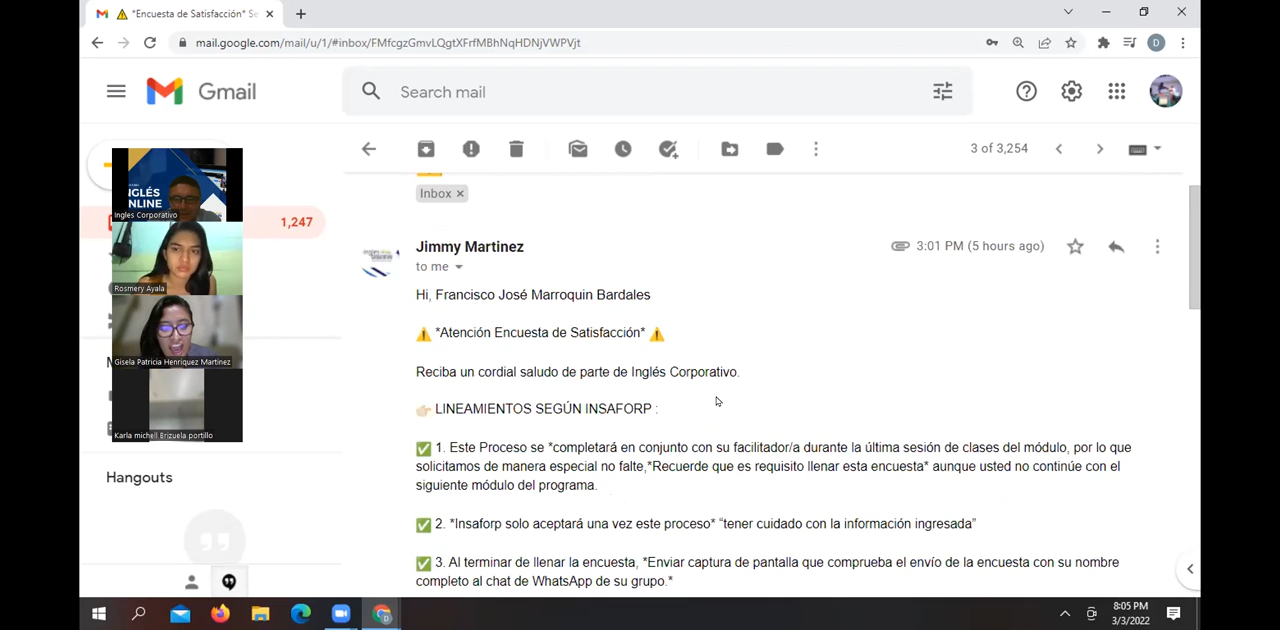 *Encuesta de Satisfacción* Se
mail.google.com/mail/u/1/#inbox/FMfcgzGmvLQgtXFrfMBhNqHDNjVWPVjt
D
Gmail
Search mail
3 of 3,254
Inbox ×
1,247
INGLÉS
ONLINE
Ingles Corporativo
Rosmery Ayala
Gisela Patricia Henriquez Martinez
Karla michell Brizuela portillo
Hangouts
Jimmy Martinez
3:01 PM (5 hours ago)
to me
Hi, Francisco José Marroquin Bardales
*Atención Encuesta de Satisfacción*
Reciba un cordial saludo de parte de Inglés Corporativo.
LINEAMIENTOS SEGÚN INSAFORP :
1. Este Proceso se *completará en conjunto con su facilitador/a durante la última sesión de clases del módulo, por lo que
solicitamos de manera especial no falte,*Recuerde que es requisito llenar esta encuesta* aunque usted no continúe con el
siguiente módulo del programa.
2. *Insaforp solo aceptará una vez este proceso* “tener cuidado con la información ingresada”
3. Al terminar de llenar la encuesta, *Enviar captura de pantalla que comprueba el envío de la encuesta con su nombre
completo al chat de WhatsApp de su grupo.*
8:05 PM
3/3/2022